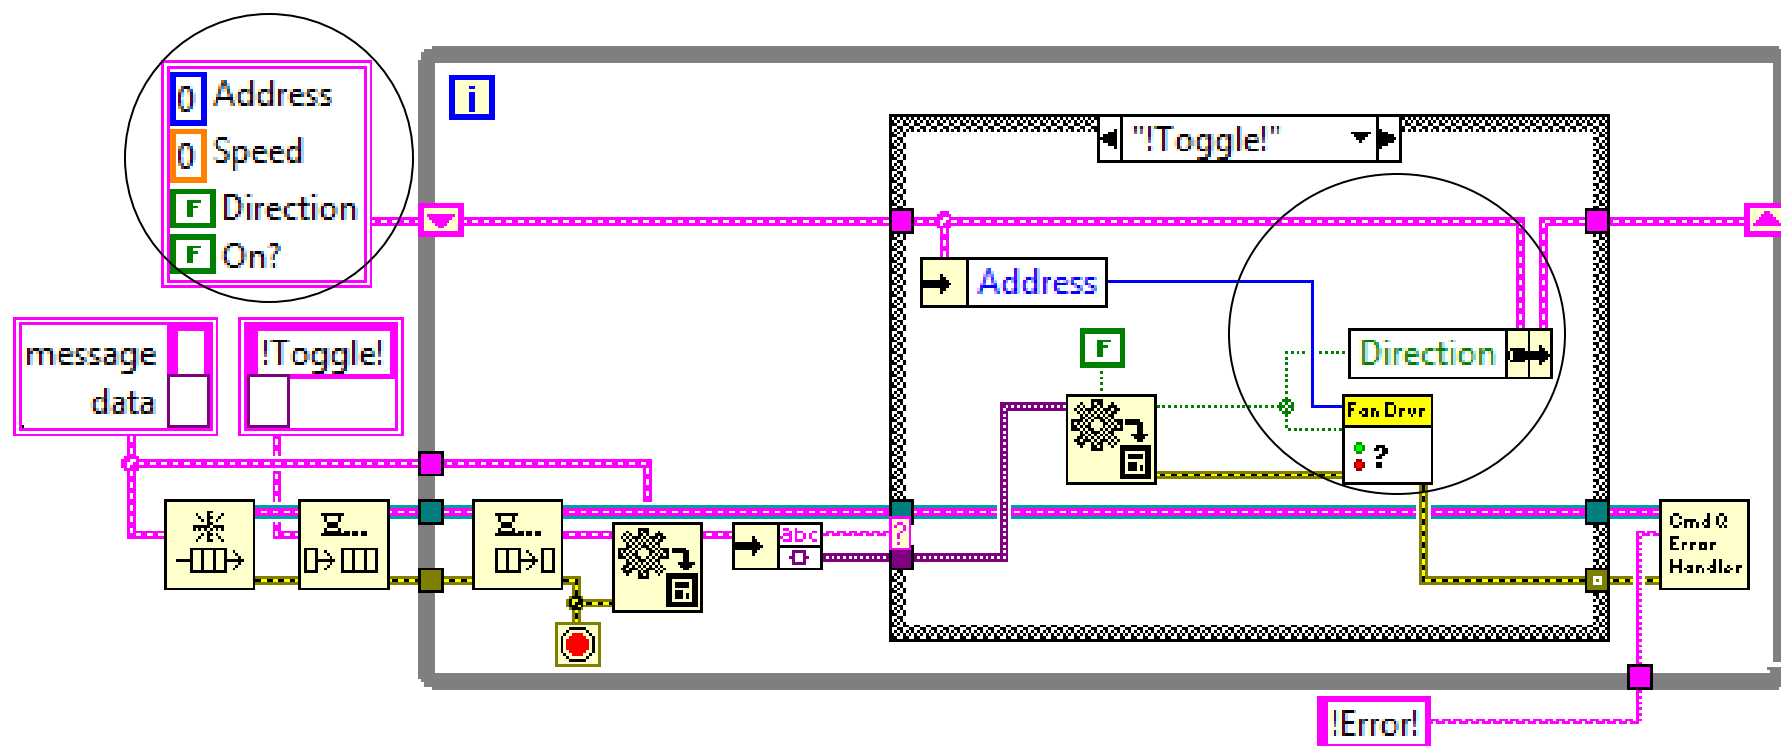 0 Address
0 Speed
F Direction
F On?
i
"!Toggle!"
Address
message
data
!Toggle!
F
Direction
Fan Drvr
?
abc
?
Cmd Q
Error
Handler
!Error!